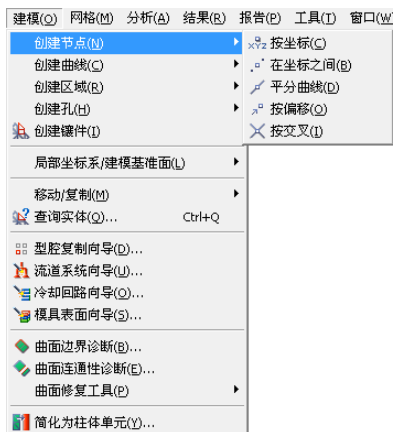 建模(O) 网格(M) 分析(A) 结果(R) 报告(P) 工具(T) 窗口(W
创建节点(N)
创建曲线(C)
创建区域(R)
创建孔(H)
创建镶件(I)
局部坐标系/建模基准面(L)
移动/复制(M)
查询实体(Q)... Ctrl+Q
型腔复制向导(D)...
流道系统向导(U)...
冷却回路向导(O)...
模具表面向导(S)...
曲面边界诊断(B)...
曲面连通性诊断(E)...
曲面修复工具(P)
简化为柱体单元(Y)...
XYZ 按坐标(C)
在坐标之间(B)
平分曲线(D)
按偏移(O)
按交叉(I)